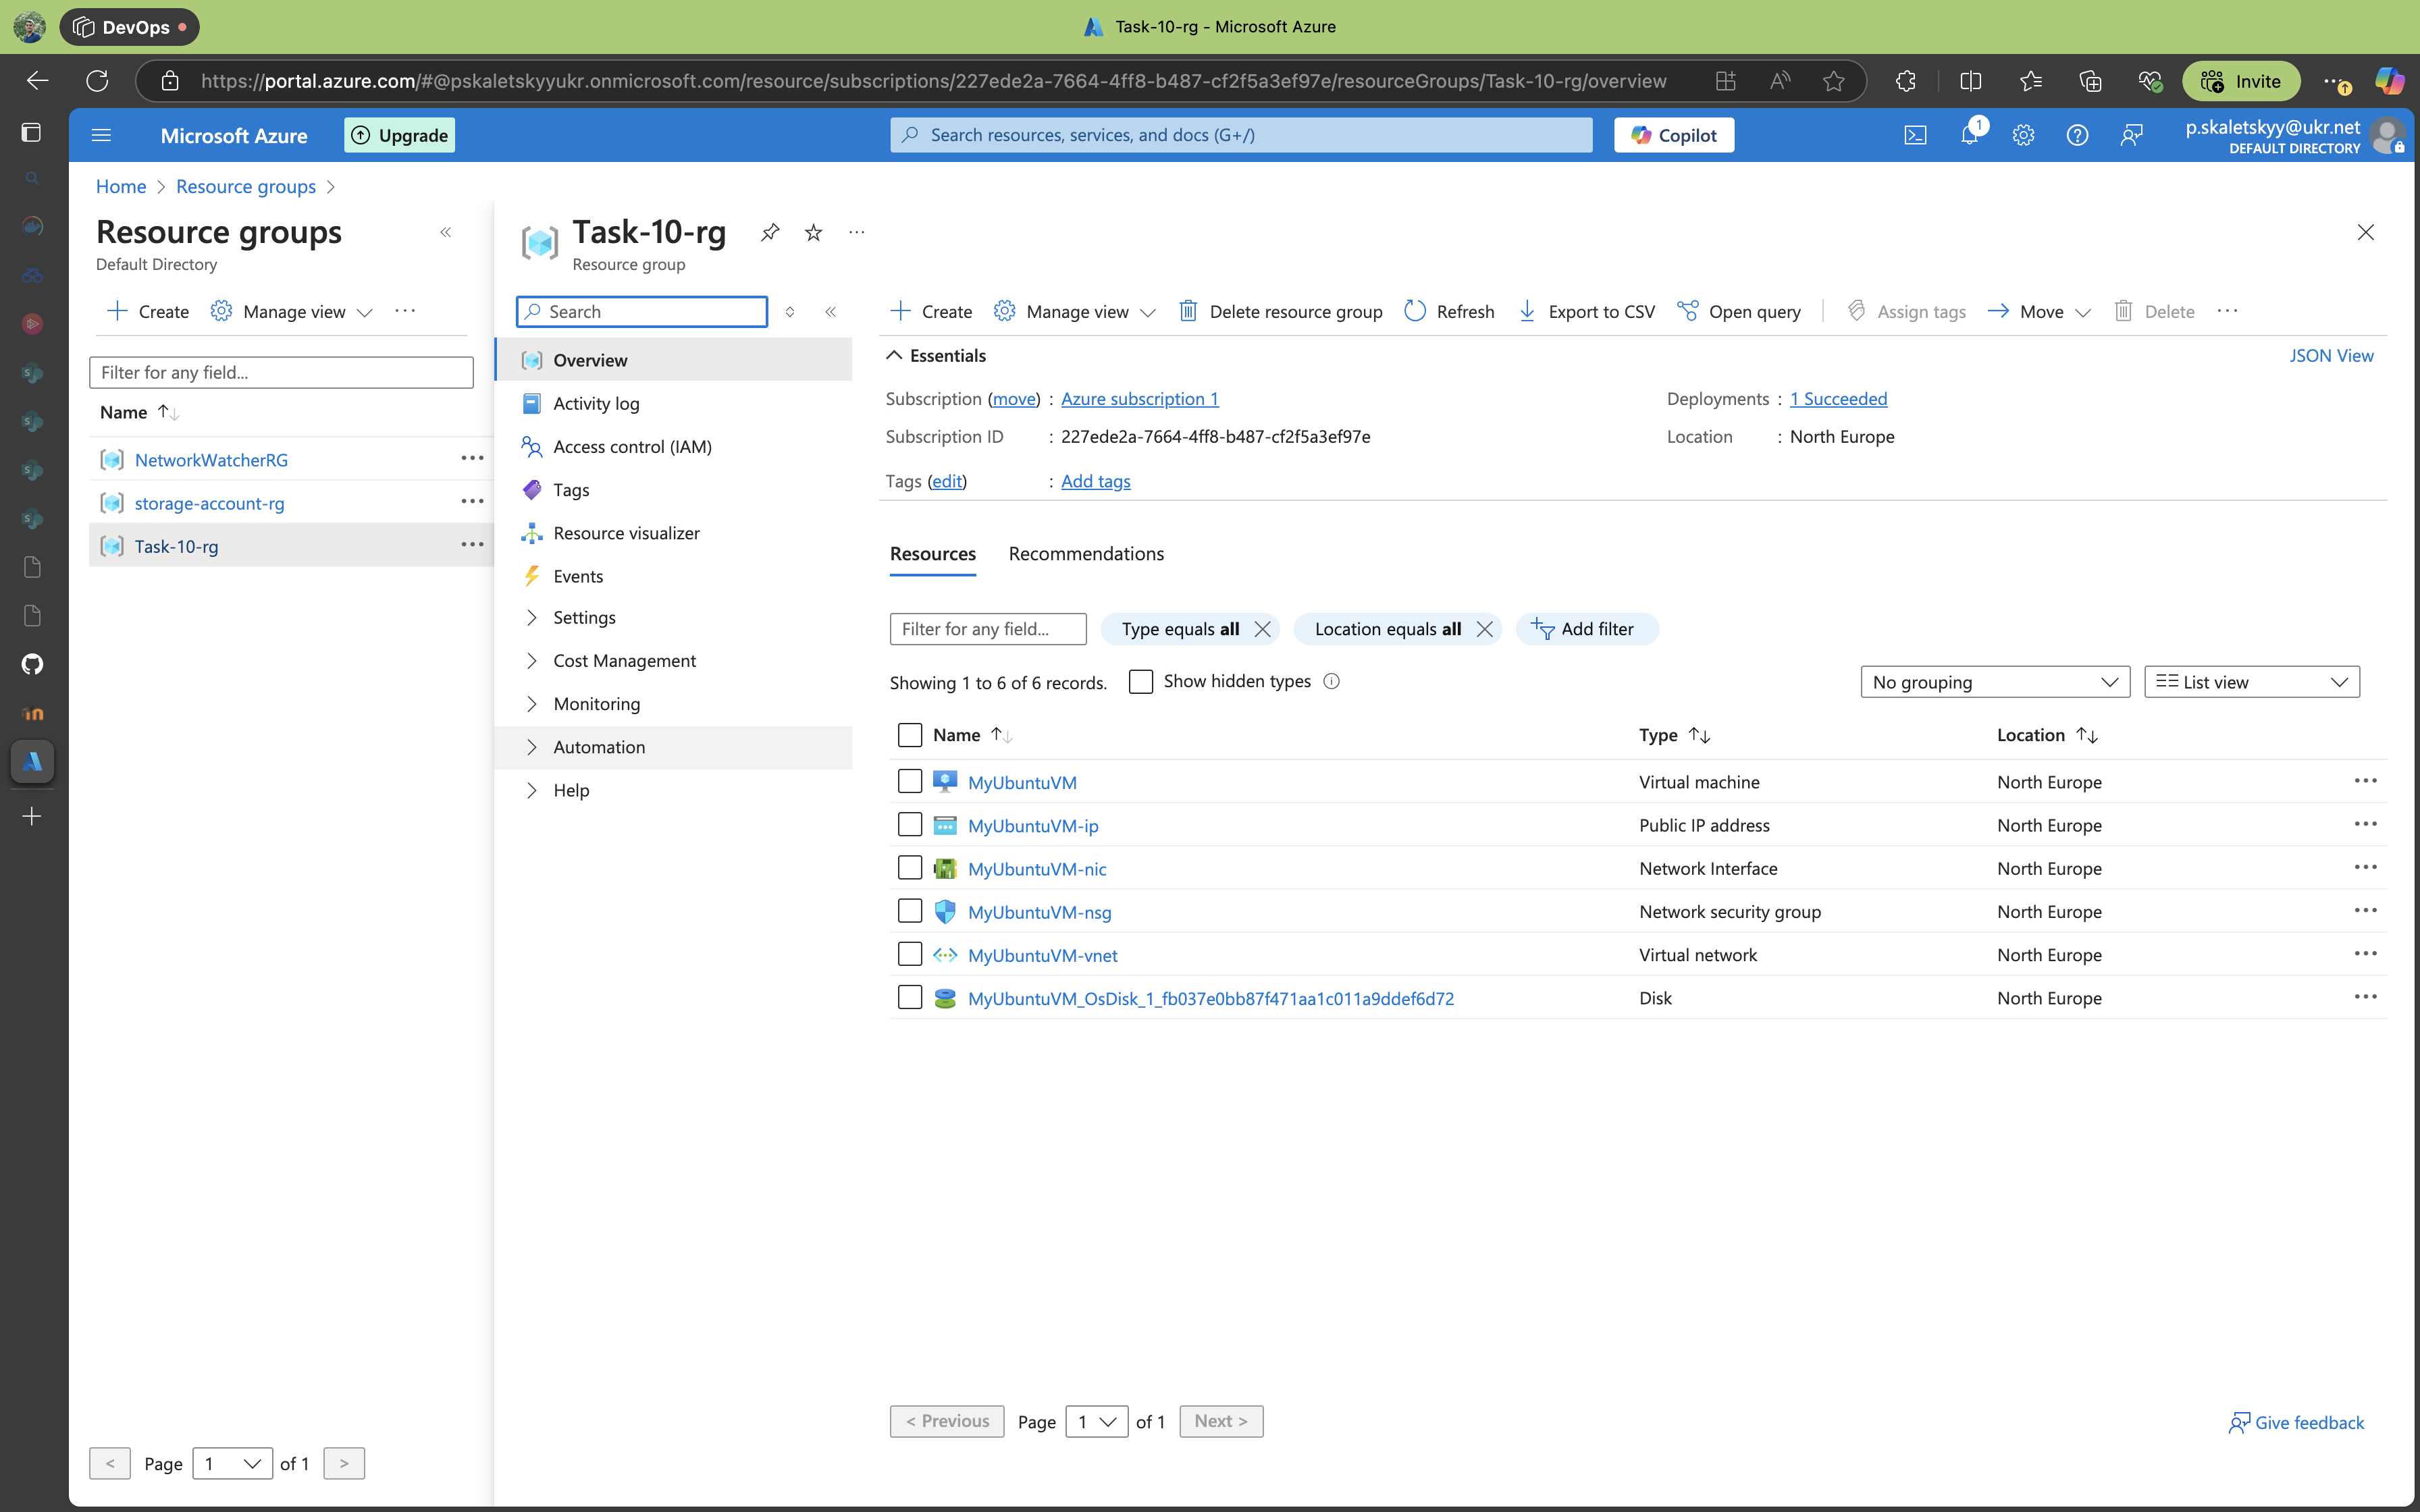 DevOps
Task-10-rg - Microsoft Azure
https://portal.azure.com/#@pskaletskyyukr.onmicrosoft.com/resource/subscriptions/227ede2a-7664-4ff8-b487-cf2f5a3ef97e/resourceGroups/Task-10-rg/overview
Invite
Microsoft Azure
Upgrade
Search resources, services, and docs (G+/)
Copilot
1
p.skaletskyy@ukr.net
DEFAULT DIRECTORY
Home > Resource groups >
Resource groups
Default Directory
Create
Manage view
Filter for any field...
Name
NetworkWatcherRG
storage-account-rg
Task-10-rg
< Page 1 of 1 >
Task-10-rg
Resource group
Search
Overview
Activity log
Access control (IAM)
Tags
Resource visualizer
Events
Settings
Cost Management
Monitoring
Automation
Help
Create
Manage view
Delete resource group
Refresh
Export to CSV
Open query
Assign tags
Move
Delete
Essentials
JSON View
Subscription (move) : Azure subscription 1
Deployments : 1 Succeeded
Subscription ID : 227ede2a-7664-4ff8-b487-cf2f5a3ef97e
Location : North Europe
Tags (edit) : Add tags
Resources
Recommendations
Filter for any field...
Type equals all
Location equals all
Add filter
Showing 1 to 6 of 6 records.
Show hidden types
No grouping
List view
Name Type Location
MyUbuntuVM Virtual machine North Europe
MyUbuntuVM-ip Public IP address North Europe
MyUbuntuVM-nic Network Interface North Europe
MyUbuntuVM-nsg Network security group North Europe
MyUbuntuVM-vnet Virtual network North Europe
MyUbuntuVM_OsDisk_1_fb037e0bb87f471aa1c011a9ddef6d72 Disk North Europe
< Previous Page 1 of 1 Next >
Give feedback